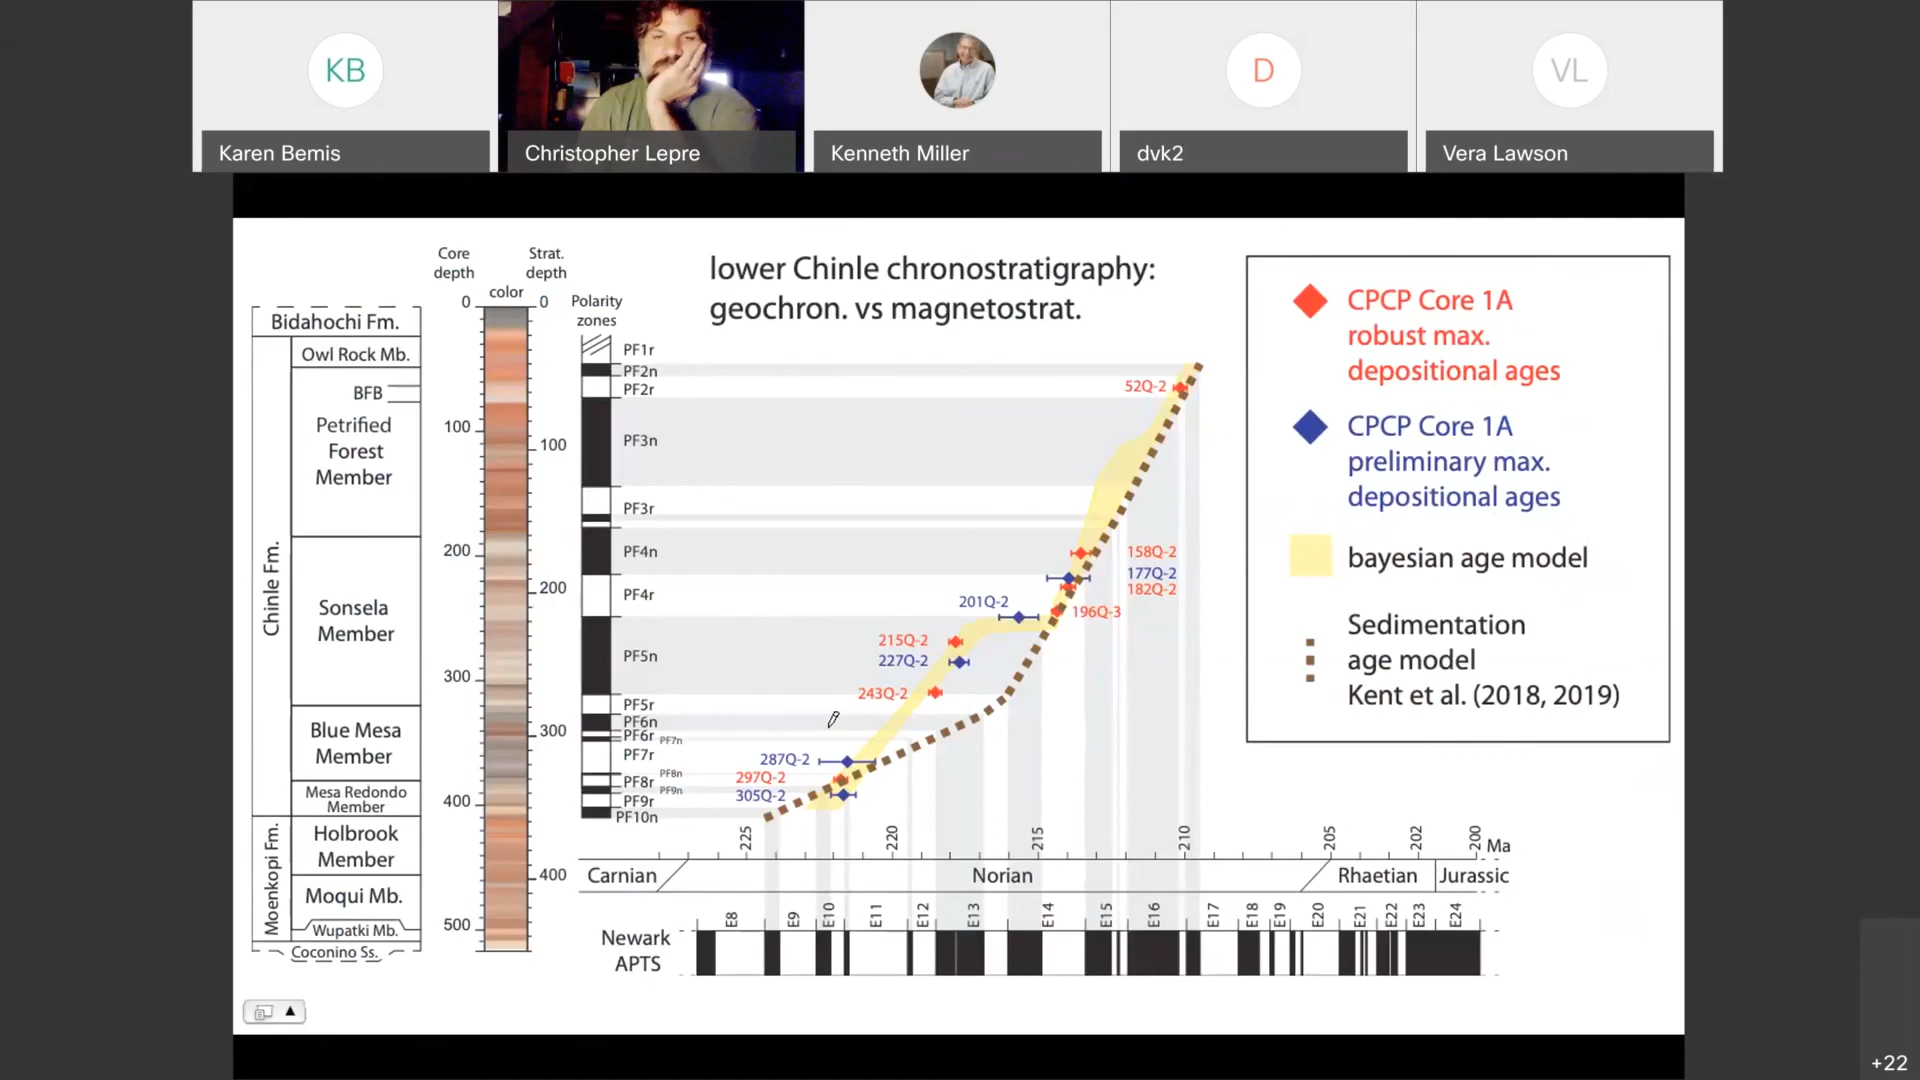 KB
D
VL
Karen Bemis
Christopher Lepre
Kenneth Miller
dvk2
Vera Lawson
lower Chinle chronostratigraphy:
geochron. vs magnetostrat.
Core
depth
color
Strat.
depth
Polarity
zones
0
100
200
300
400
500
0
100
200
300
400
Bidahochi Fm.
Chinle Fm.
Owl Rock Mb.
BFB
Petrified
Forest
Member
Sonsela
Member
Blue Mesa
Member
Mesa Redondo
Member
Moenkopi Fm.
Holbrook
Member
Moqui Mb.
Wupatki Mb.
Coconino Ss.
PF1r
PF2n
PF2r
PF3n
PF3r
PF4n
PF4r
PF5n
PF5r
PF6n
PF6r
PF7n
PF7r
PF8n
PF8r
PF9n
PF9r
PF10n
52Q-2
158Q-2
177Q-2
182Q-2
201Q-2
196Q-3
215Q-2
227Q-2
243Q-2
287Q-2
297Q-2
305Q-2
225 220 215 210 205 202 200 Ma
Carnian Norian Rhaetian Jurassic
E8 E9 E10 E11 E12 E13 E14 E15 E16 E17 E18 E19 E20 E21 E22 E23 E24
Newark
APTS
CPCP Core 1A
robust max.
depositional ages
CPCP Core 1A
preliminary max.
depositional ages
bayesian age model
Sedimentation
age model
Kent et al. (2018, 2019)
+22